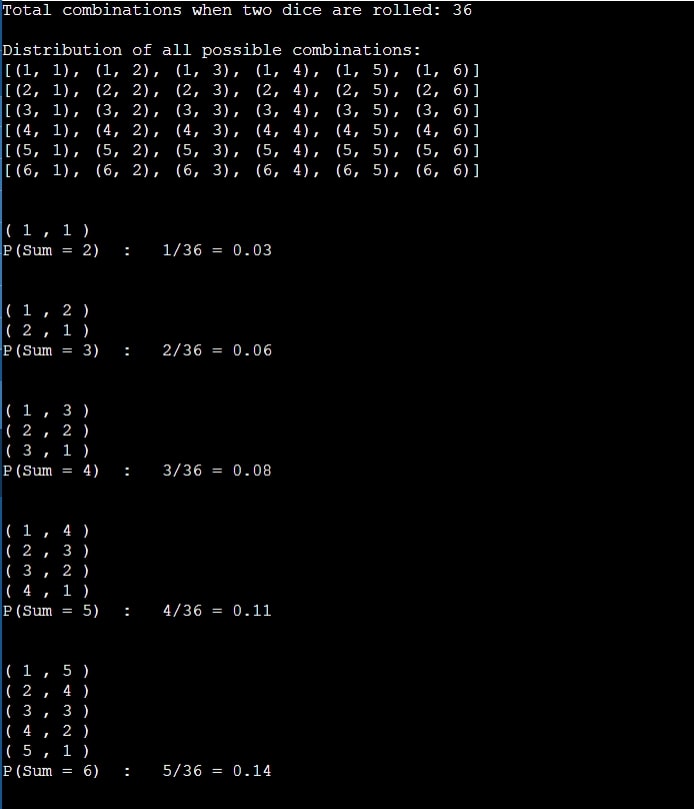 Total combinations when two dice are rolled: 36
Distribution of all possible combinations:
[(1, 1), (1, 2), (1, 3), (1, 4), (1, 5), (1, 6)]
[(2, 1), (2, 2), (2, 3), (2, 4), (2, 5), (2, 6)]
[(3, 1), (3, 2), (3, 3), (3, 4), (3, 5), (3, 6)]
[(4, 1), (4, 2), (4, 3), (4, 4), (4, 5), (4, 6)]
[(5, 1), (5, 2), (5, 3), (5, 4), (5, 5), (5, 6)]
[(6, 1), (6, 2), (6, 3), (6, 4), (6, 5), (6, 6)]
( 1 , 1 )
P(Sum = 2)  :   1/36 = 0.03
( 1 , 2 )
( 2 , 1 )
P(Sum = 3)  :   2/36 = 0.06
( 1 , 3 )
( 2 , 2 )
( 3 , 1 )
P(Sum = 4)  :   3/36 = 0.08
( 1 , 4 )
( 2 , 3 )
( 3 , 2 )
( 4 , 1 )
P(Sum = 5)  :   4/36 = 0.11
( 1 , 5 )
( 2 , 4 )
( 3 , 3 )
( 4 , 2 )
( 5 , 1 )
P(Sum = 6)  :   5/36 = 0.14